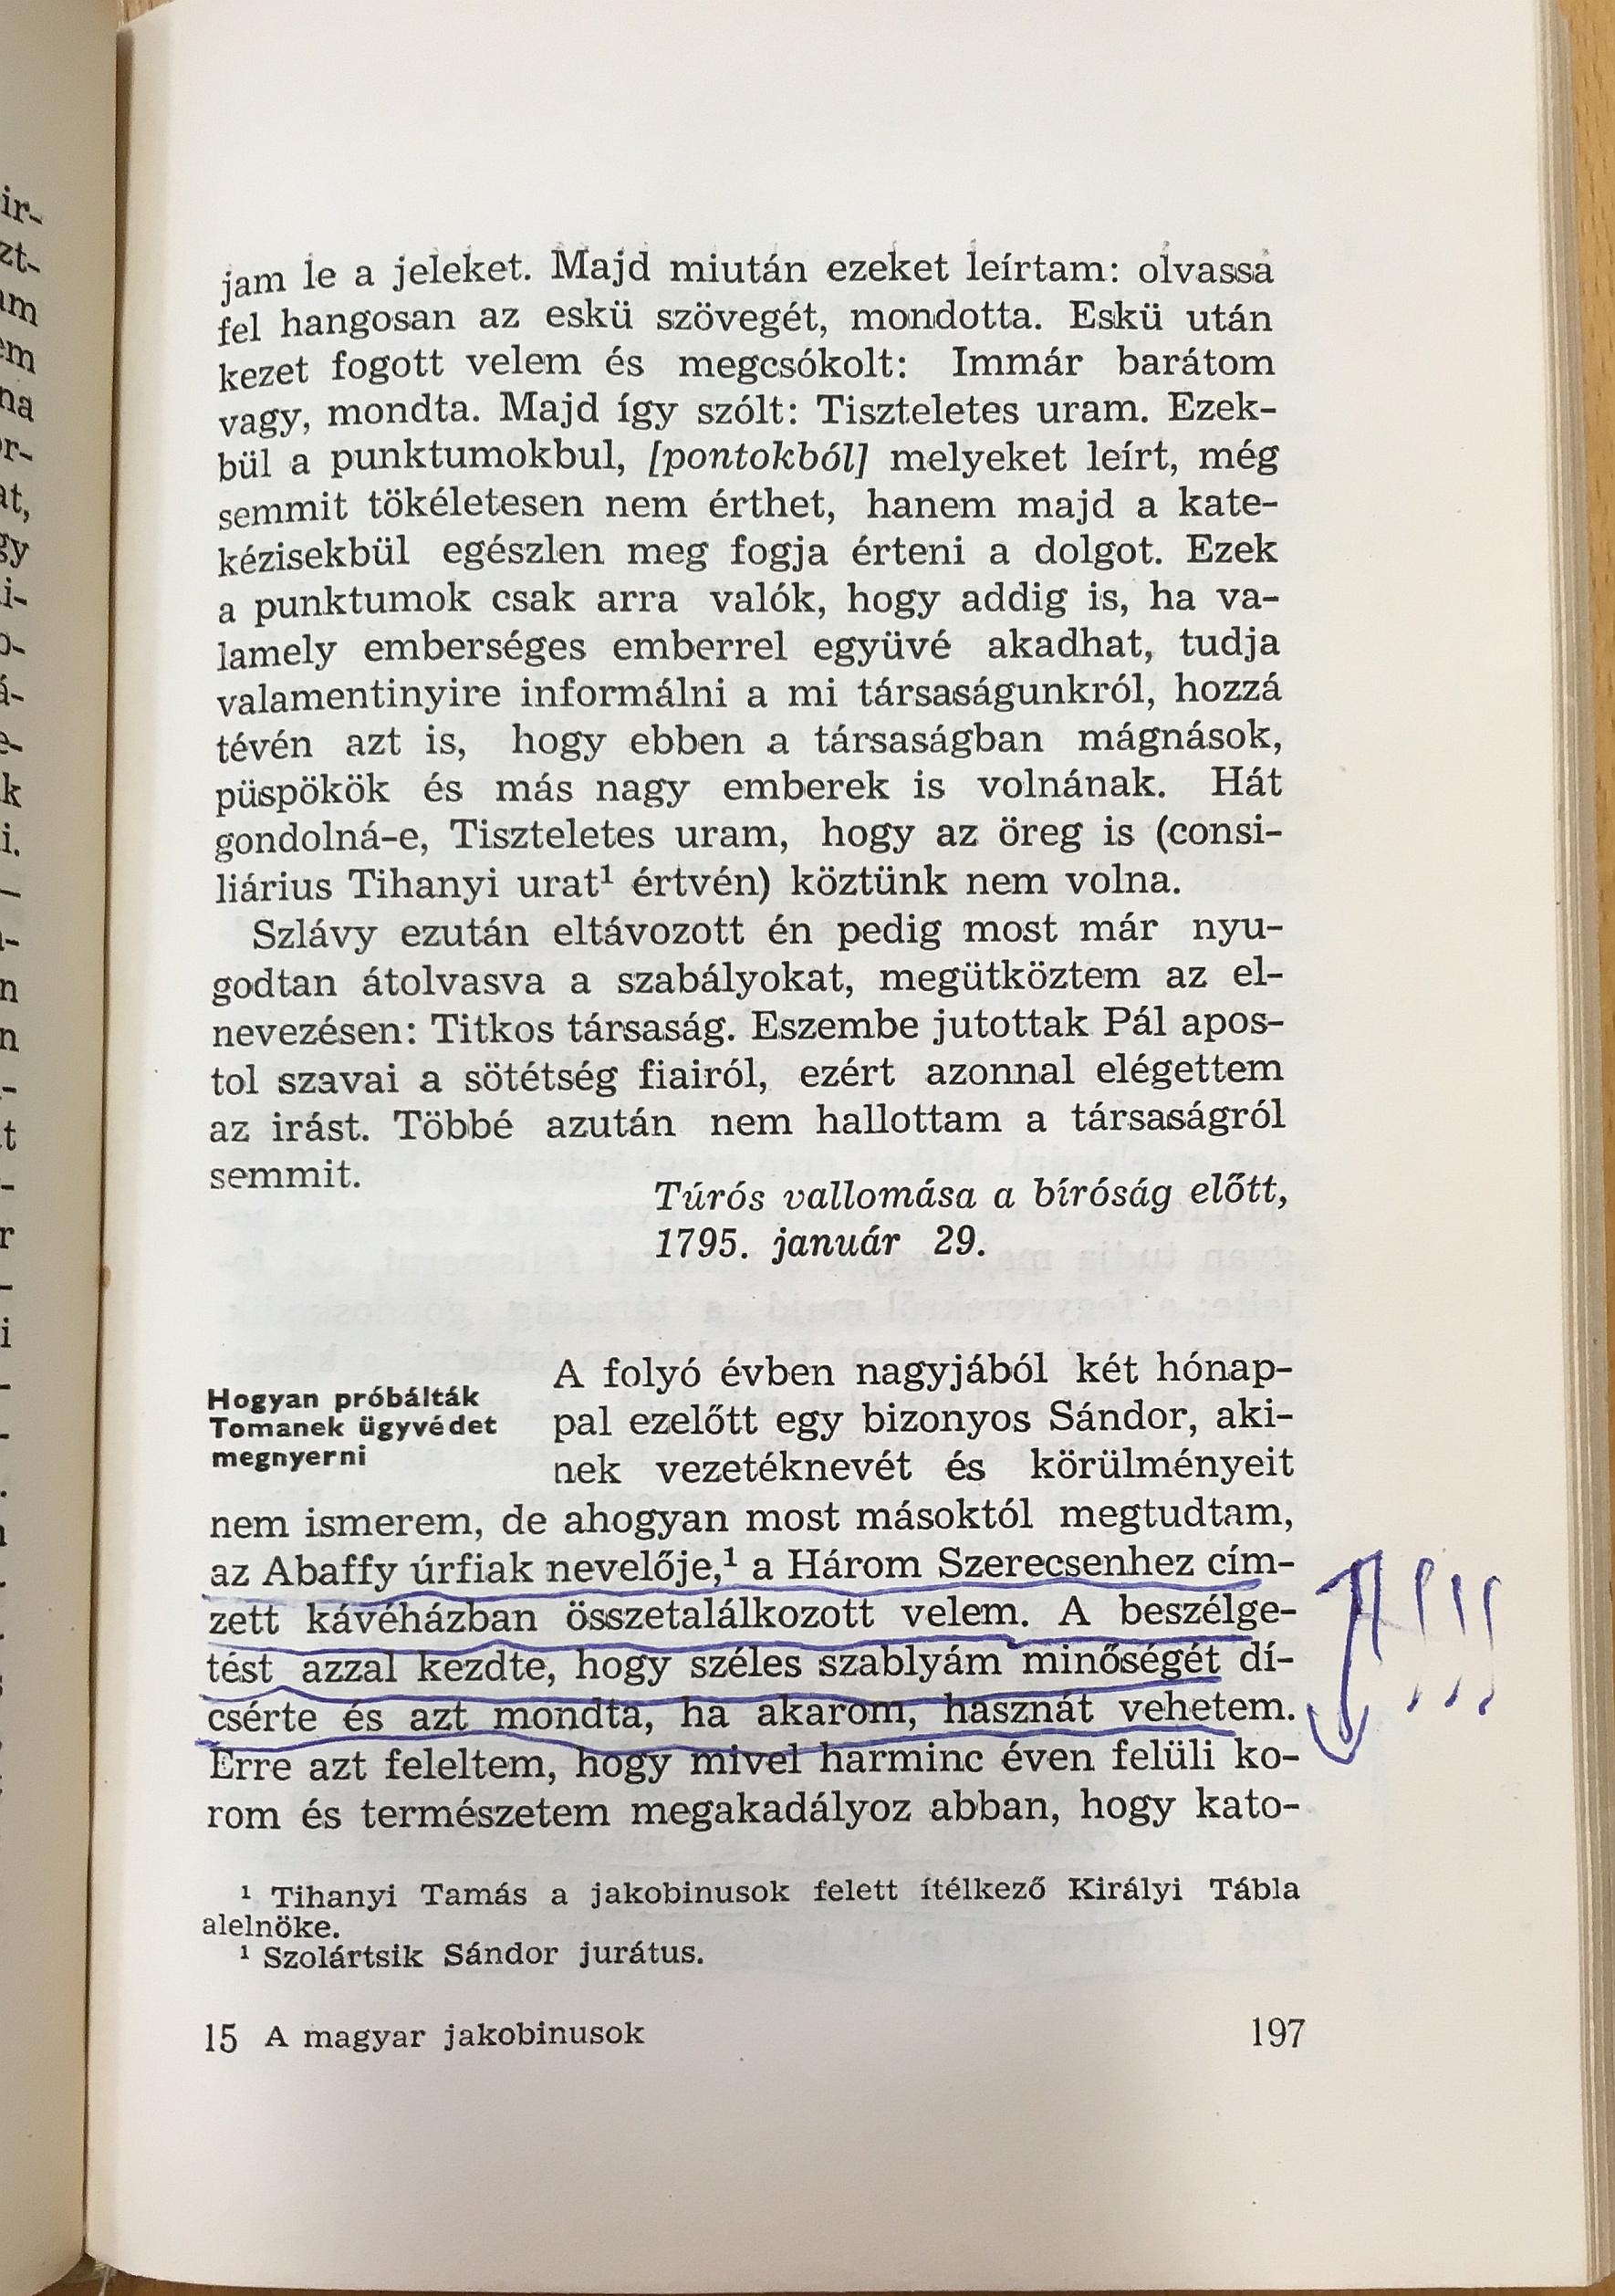 jam le a jeleket. Majd miután ezeket leírtam: olvassa
fel hangosan az eskü szövegét, mondotta. Eskü után
kezet fogott velem és megcsókolt: Immár barátom
vagy, mondta. Majd így szólt: Tiszteletes uram. Ezek-
bül a punktumokbul, [pontokból] melyeket leírt, még
semmit tökéletesen nem érthet, hanem majd a kate-
kézisekbül egészlen meg fogja érteni a dolgot. Ezek
a punktumok csak arra valók, hogy addig is, ha va-
lamely emberséges emberrel együvé akadhat, tudja
valamentinyire informálni a mi társaságunkról, hozzá
tévén azt is, hogy ebben a társaságban mágnások,
püspökök és más nagy emberek is volnának. Hát
gondolná-e, Tiszteletes uram, hogy az öreg is (consi-
liárius Tihanyi urat¹ értvén) köztünk nem volna.
Szlávy ezután eltávozott én pedig most már nyu-
godtan átolvasva a szabályokat, megütköztem az el-
nevezésen: Titkos társaság. Eszembe jutottak Pál apos-
tol szavai a sötétség fiairól, ezért azonnal elégettem
az irást. Többé azután nem hallottam a társaságról
semmit.
Túrós vallomása a bíróság előtt,
1795. január 29.
Hogyan próbálták
Tomanek ügyvédet
megnyerni
A folyó évben nagyjából két hónap-
pal ezelőtt egy bizonyos Sándor, aki-
nek vezetéknevét és körülményeit
nem ismerem, de ahogyan most másoktól megtudtam,
az Abaffy úrfiak nevelője,¹ a Három Szerecsenhez cím-
zett kávéházban összetalálkozott velem. A beszélge-
tést azzal kezdte, hogy széles szablyám minőségét dí-
csérte és azt mondta, ha akarom, hasznát vehetem.
Erre azt feleltem, hogy mivel harminc éven felüli ko-
rom és természetem megakadályoz abban, hogy kato-
!!!
¹ Tihanyi Tamás a jakobinusok felett ítélkező Királyi Tábla
alelnöke.
¹ Szolártsik Sándor jurátus.
15 A magyar jakobinusok
197